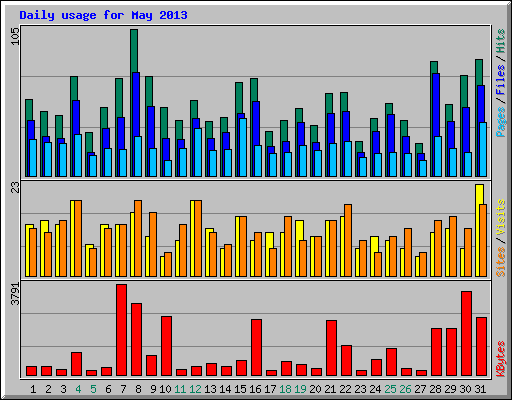 Daily usage for May 2013
105
Pages / Files / Hits
23
Sites / Visits
3791
KBytes
1 2 3 4 5 6 7 8 9 10 11 12 13 14 15 16 17 18 19 20 21 22 23 24 25 26 27 28 29 30 31